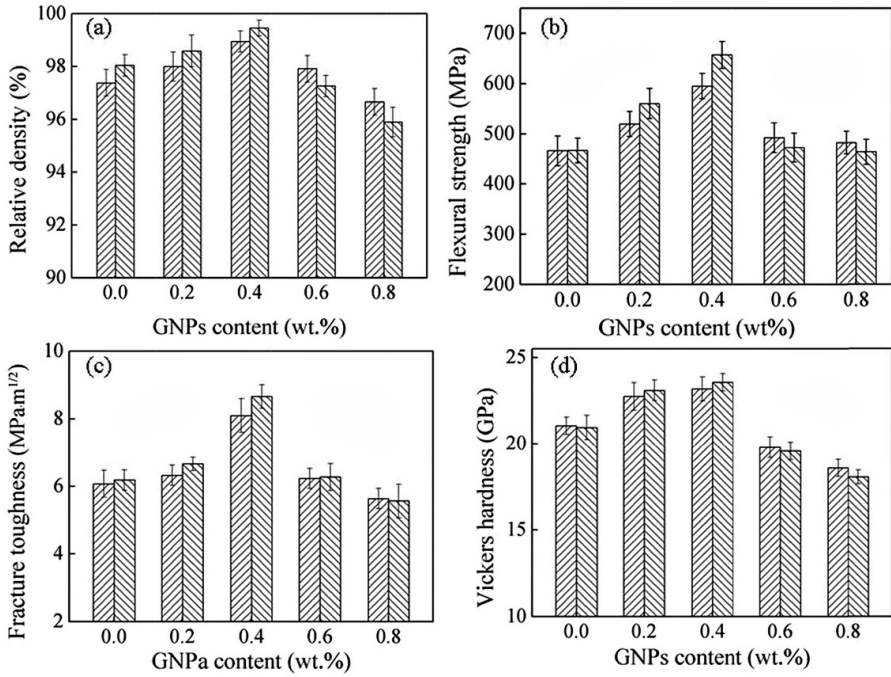 (a)
Relative density (%)
100
98
96
94
92
90
0.0 0.2 0.4 0.6 0.8
GNPs content (wt.%)
(b)
Flexural strength (MPa)
700
600
500
400
300
200
0.0 0.2 0.4 0.6 0.8
GNPs content (wt%)
(c)
Fracture toughness (MPa·m1/2)
10
8
6
4
2
0.0 0.2 0.4 0.6 0.8
GNPa content (wt.%)
(d)
Vickers hardness (GPa)
25
20
15
10
0.0 0.2 0.4 0.6 0.8
GNPs content (wt.%)